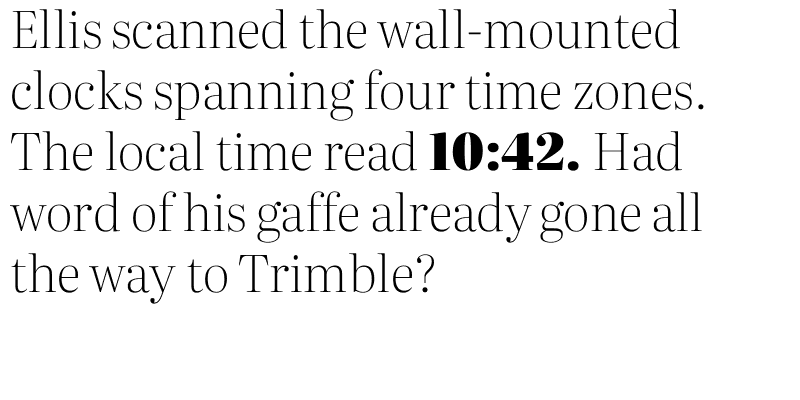 Ellis scanned the wall-mounted
clocks spanning four time zones.
The local time read 10:42. Had
word of his gaffe already gone all
the way to Trimble?